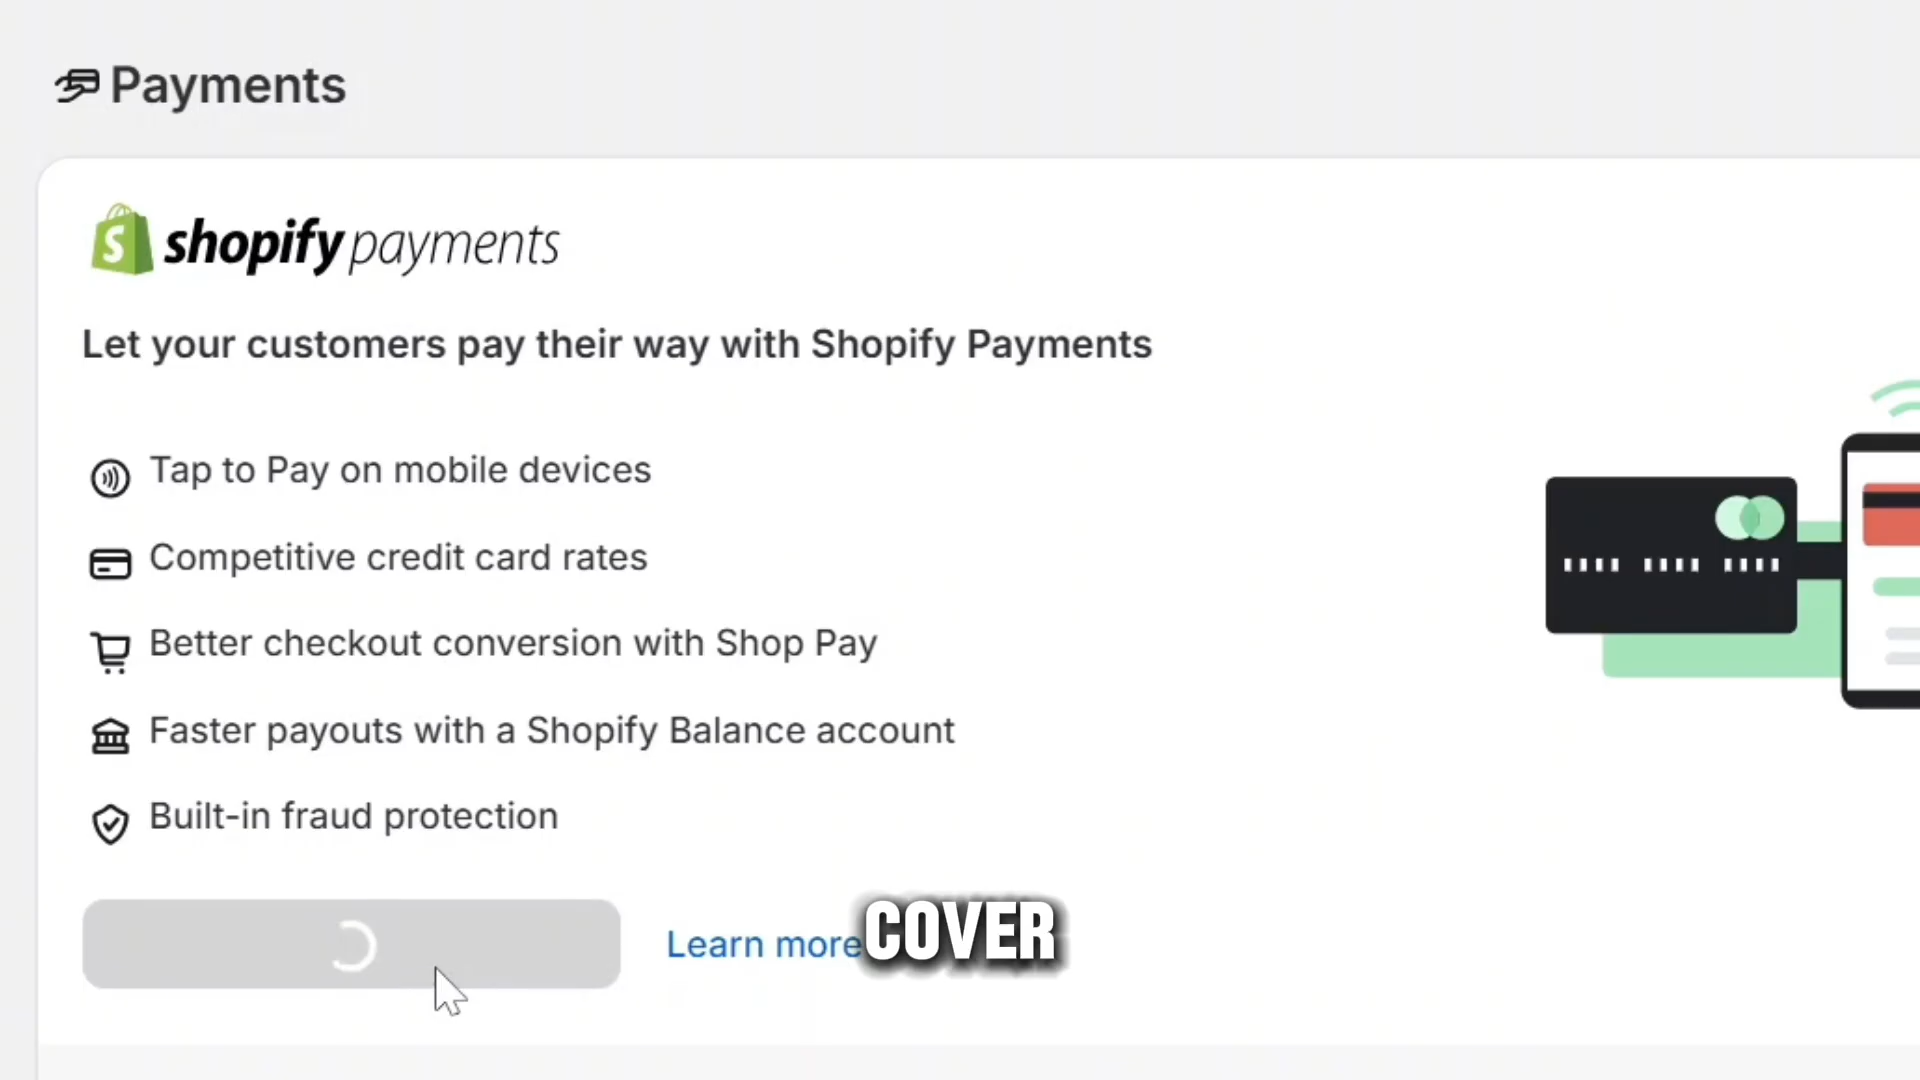 Payments
shopify payments
Let your customers pay their way with Shopify Payments
Tap to Pay on mobile devices
Competitive credit card rates
Better checkout conversion with Shop Pay
Faster payouts with a Shopify Balance account
Built-in fraud protection
Learn more
COVER